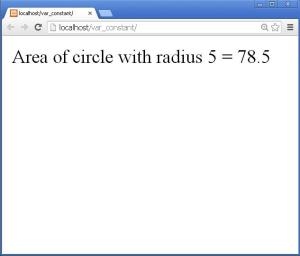 localhost/var_constant/
localhost/var_constant/
Area of circle with radius 5 = 78.5